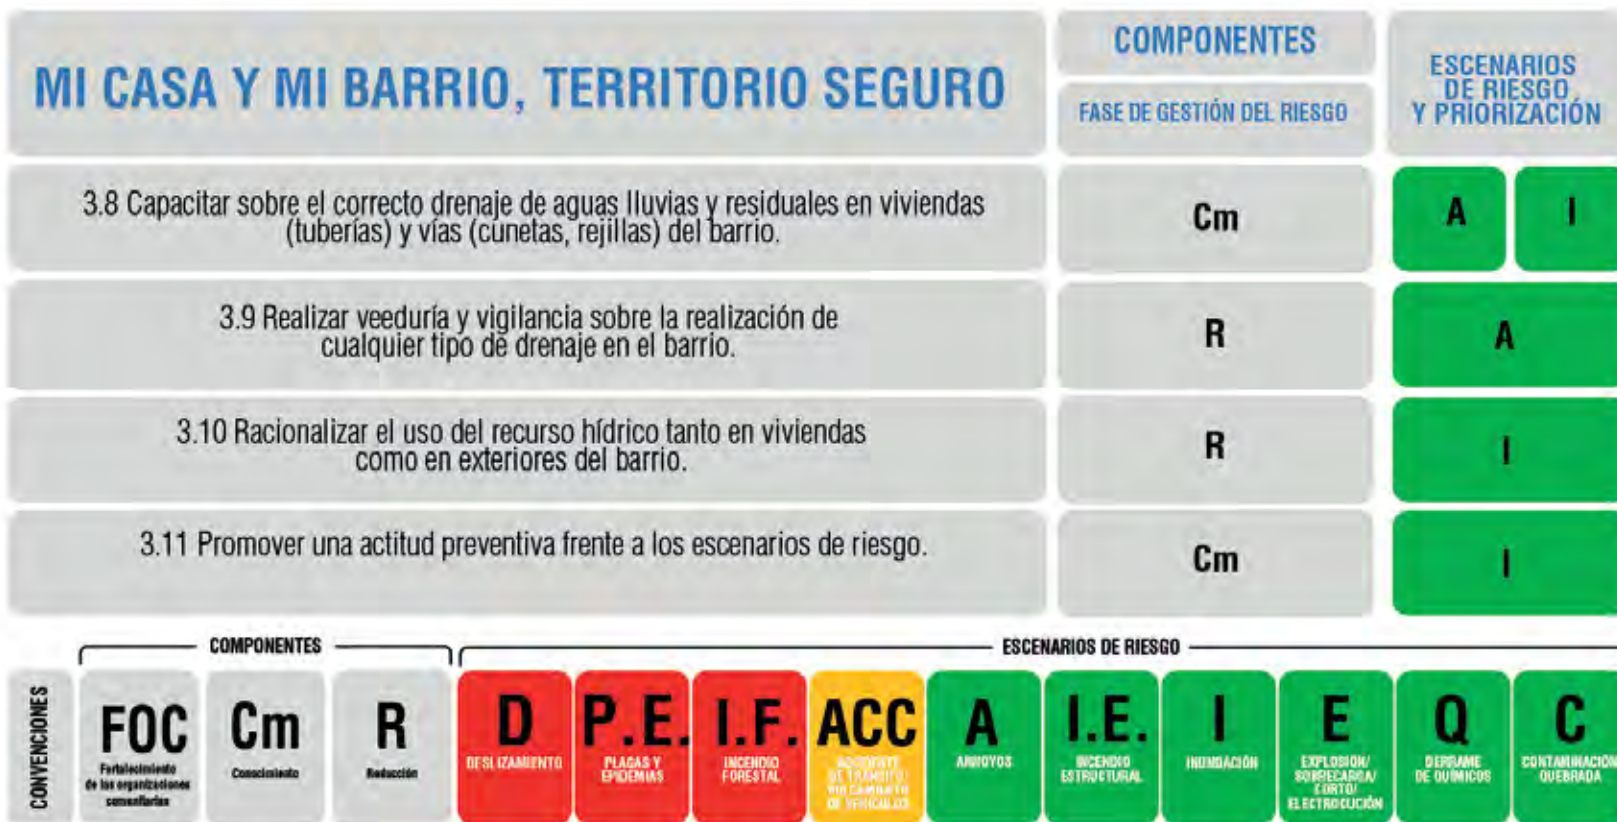 MI CASA Y MI BARRIO, TERRITORIO SEGURO
COMPONENTES
FASE DE GESTIÓN DEL RIESGO
ESCENARIOS
DE RIESGO
Y PRIORIZACIÓN
3.8 Capacitar sobre el correcto drenaje de aguas lluvias y residuales en viviendas
(tuberías) y vías (cunetas, rejillas) del barrio.
Cm
A
I
3.9 Realizar veeduría y vigilancia sobre la realización de
cualquier tipo de drenaje en el barrio.
R
A
3.10 Racionalizar el uso del recurso hídrico tanto en viviendas
como en exteriores del barrio.
R
I
3.11 Promover una actitud preventiva frente a los escenarios de riesgo.
Cm
I
CONVENCIONES
COMPONENTES
FOC
Fortalecimiento
de las organizaciones
comunitarias
Cm
Conocimiento
R
Reducción
ESCENARIOS DE RIESGO
D
DESLIZAMIENTO
P.E.
PLAGAS Y
EPIDEMIAS
I.F.
INCENDIO
FORESTAL
ACC
ACCIDENTE
DE TRÁNSITO/
DE VEHÍCULOS
A
ARROYOS
I.E.
INCENDIO
ESTRUCTURAL
I
INUNDACIÓN
E
EXPLOSIÓN/
SOBRECARGA/
CORTO/
ELECTROCUCIÓN
Q
DERRAME
DE QUÍMICOS
C
CONTAMINACIÓN
QUEBRADA